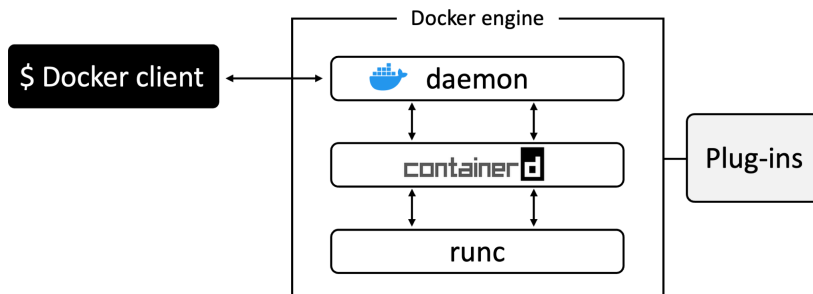 Docker engine
$ Docker client
daemon
containerd
Plug-ins
runc